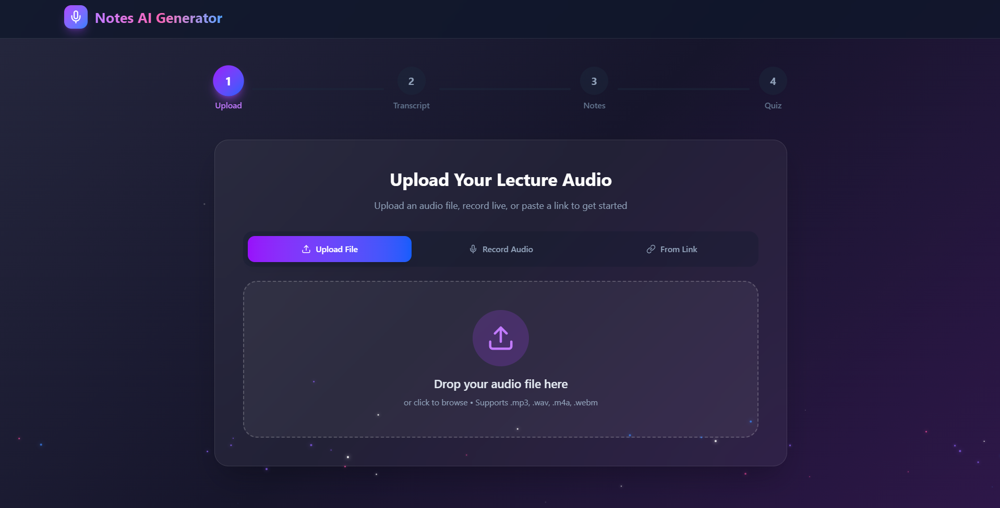 Notes AI Generator
1
2
3
4
Upload
Transcript
Notes
Quiz
Upload Your Lecture Audio
Upload an audio file, record live, or paste a link to get started
Upload File
Record Audio
From Link
Drop your audio file here
or click to browse • Supports .mp3, .wav, .m4a, .webm